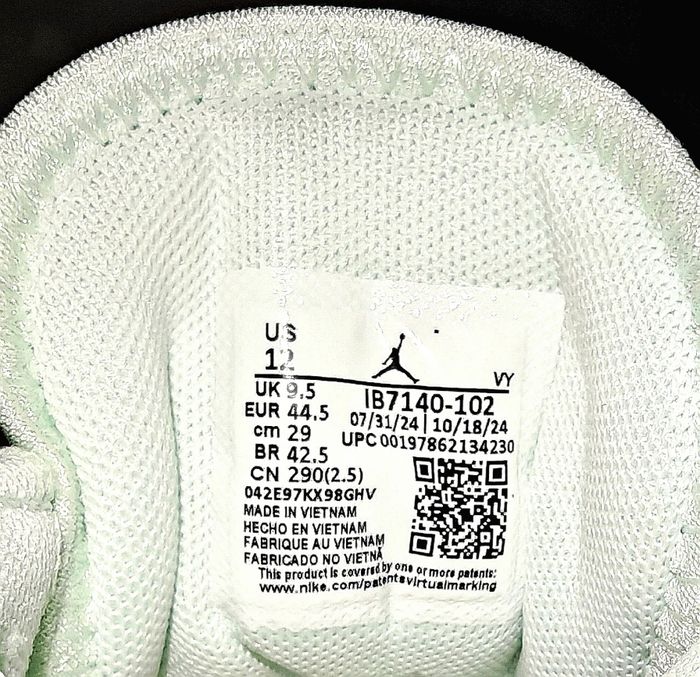 US
12
VY
UK 9.5
EUR 44.5
cm 29
BR 42.5
CN 290(2.5)
IB7140-102
07/31/24 | 10/18/24
UPC 00197862134230
042E97KX98GHV
MADE IN VIETNAM
HECHO EN VIETNAM
FABRIQUE AU VIETNAM
FABRICADO NO VIETNÃ
This product is covered by one or more patents:
www.nike.com/patentsvirtualmarking